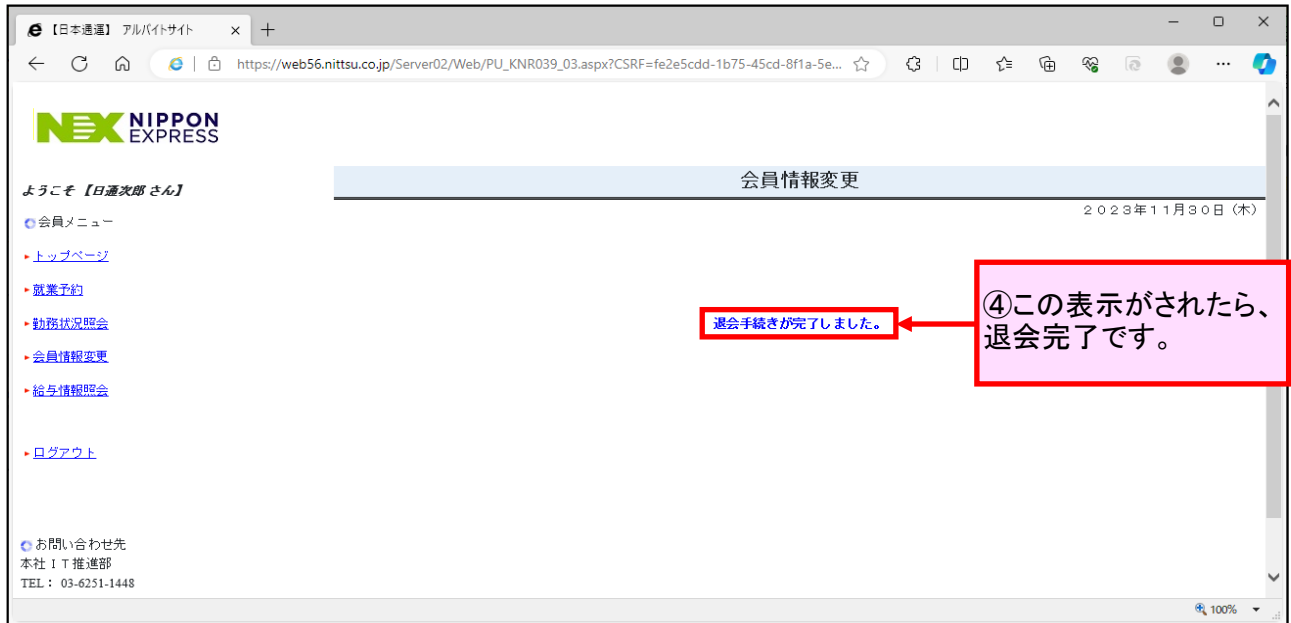 【日本通運】 アルバイトサイト
https://web56.nittsu.co.jp/Server02/Web/PU_KNR039_03.aspx?CSRF=fe2e5cdd-1b75-45cd-8f1a-5e...
NEX NIPPON
EXPRESS
ようこそ 【日通次郎 さん】
会員情報変更
2023年11月30日（木）
会員メニュー
トップページ
就業予約
勤務状況照会
会員情報変更
給与情報照会
ログアウト
退会手続きが完了しました。
④この表示がされたら、
退会完了です。
お問い合わせ先
本社ＩＴ推進部
TEL： 03-6251-1448
100%